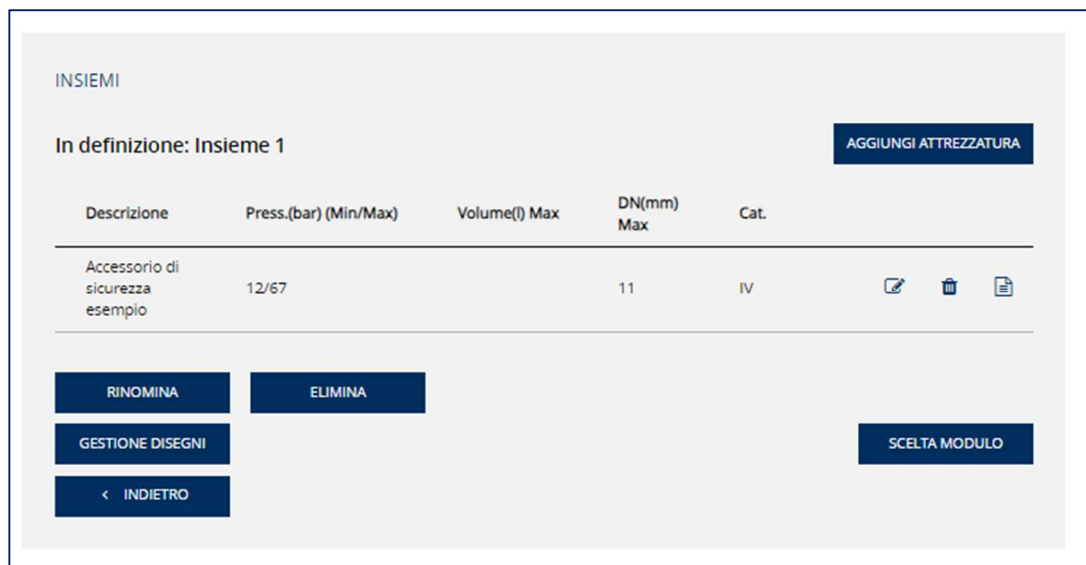 INSIEMI
In definizione: Insieme 1
AGGIUNGI ATTREZZATURA
Descrizione Press.(bar) (Min/Max) Volume(l) Max DN(mm) Max Cat.
Accessorio di
sicurezza 12/67 11 IV
esempio
RINOMINA ELIMINA
GESTIONE DISEGNI SCELTA MODULO
< INDIETRO